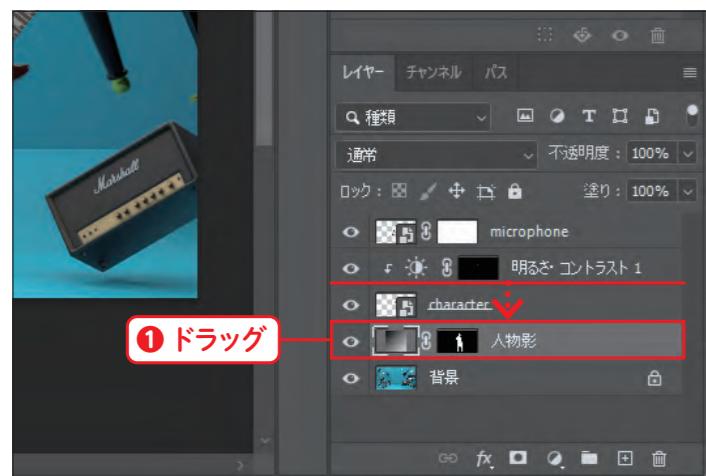 レイヤー チャンネル パス
種類 T
通常 不透明度: 100%
ロック: 塗り: 100%
Marshall
microphone
明るさ・コントラスト 1
character
❶ ドラッグ
人物影
背景
fx